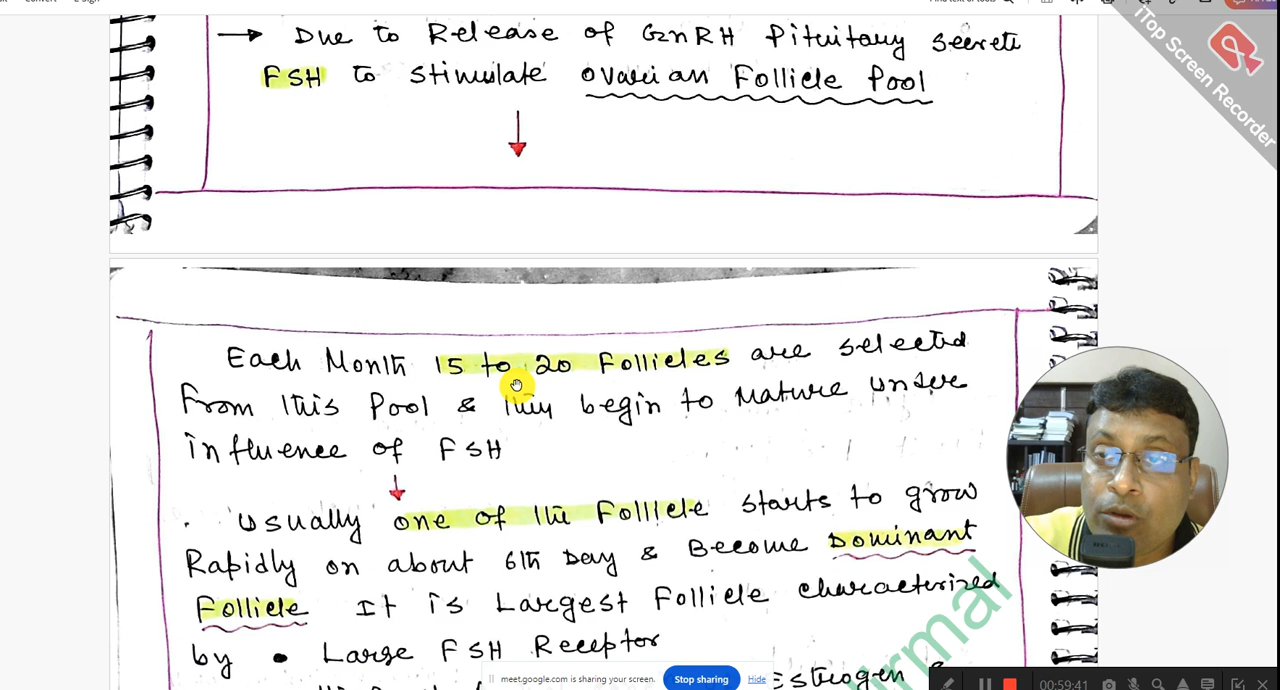 iTop Screen Recorder
→ Due to Release of GnRH Pituitary Secrete
FSH to stimulate ovarian Follicle Pool
Each Month 15 to 20 Follicles are selected
From this Pool & they begin to Mature under
influence of FSH
Usually one of the Follicle starts to grow
Rapidly on about 6th Day & Become Dominant
Follicle It is Largest Follicle characterized
by • Large FSH Receptor
Estrogen &
meet.google.com is sharing your screen.
Stop sharing
Hide
00:59:41